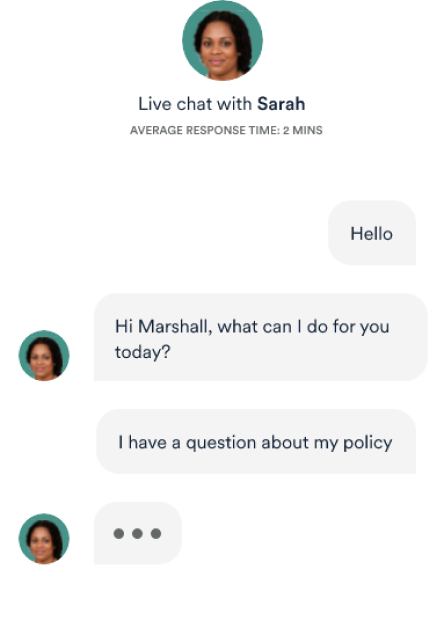 Live chat with Sarah
AVERAGE RESPONSE TIME: 2 MINS
Hello
Hi Marshall, what can I do for you
today?
I have a question about my policy